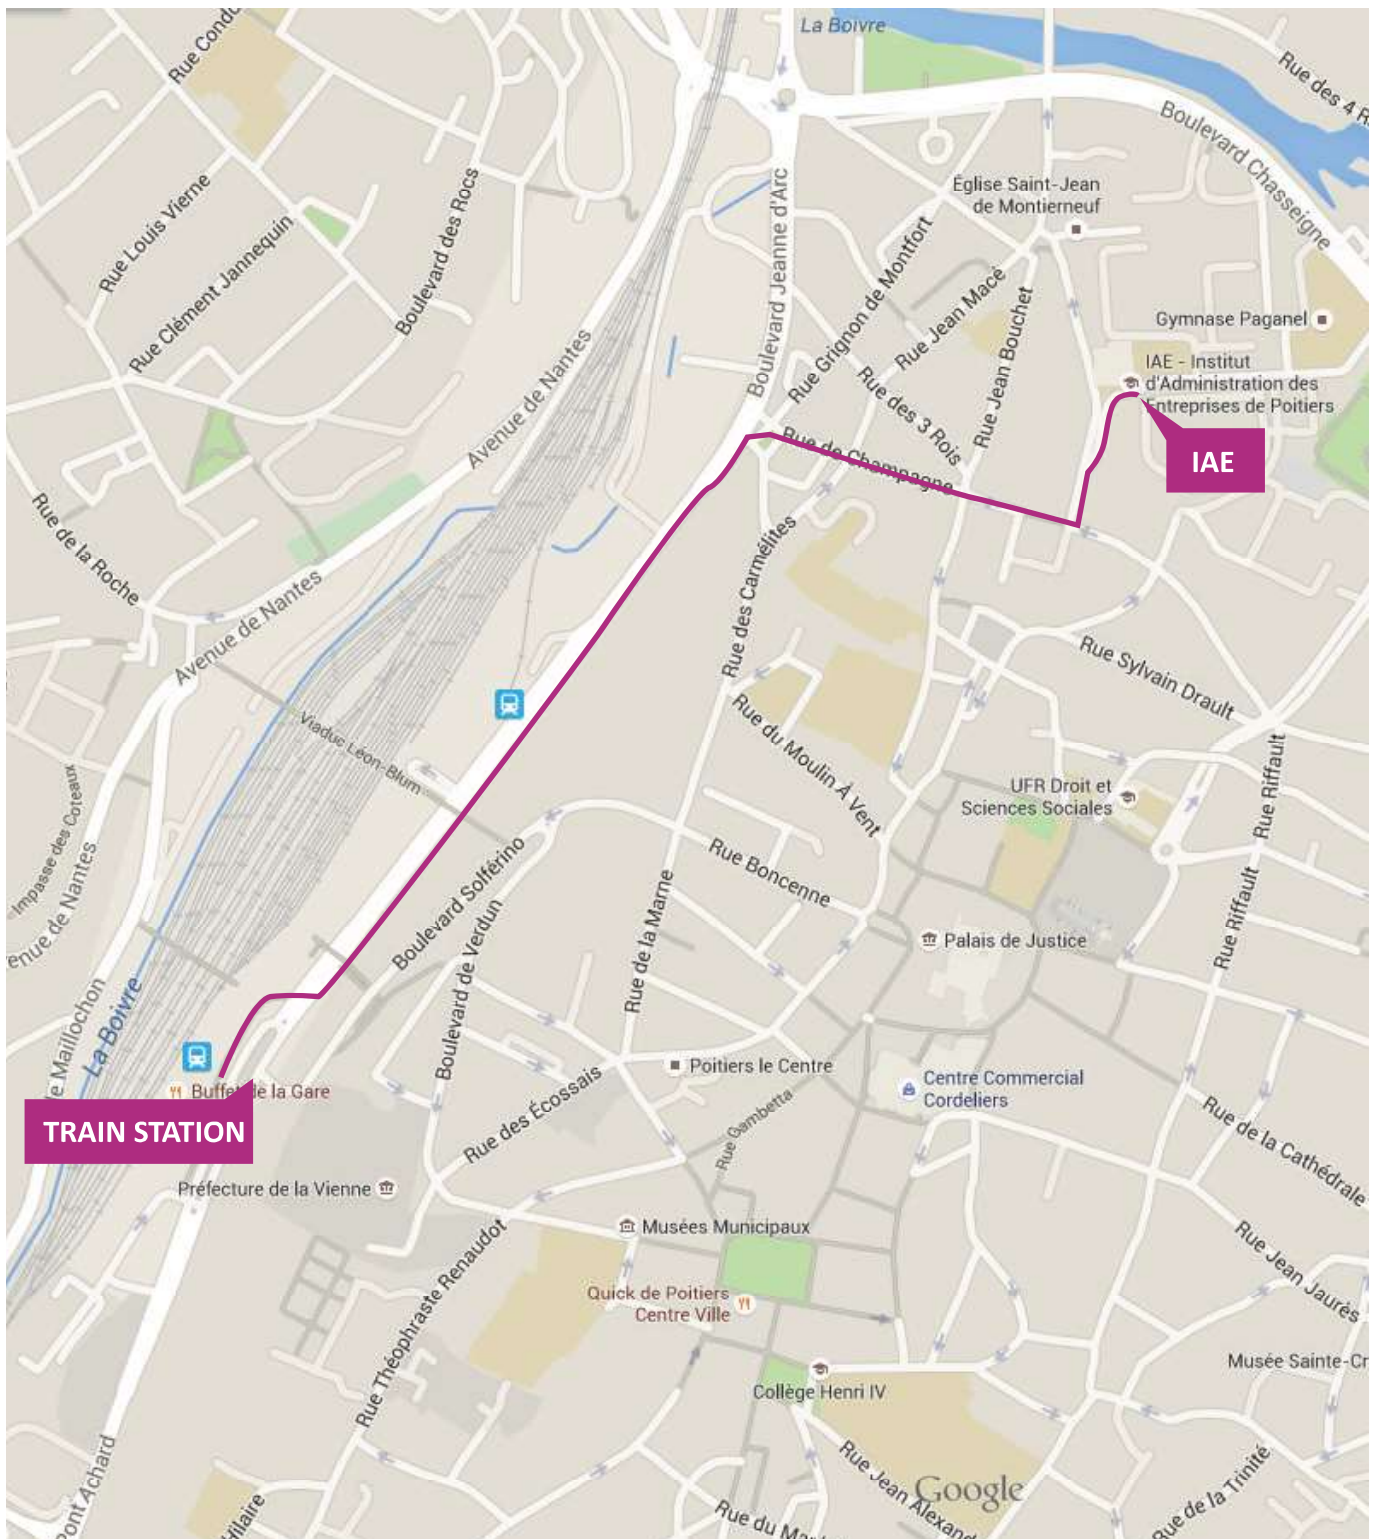 La Boivre
Rue Condo
Rue des 4 R
Boulevard Chasseigne
Église Saint-Jean
de Montierneuf
Rue Louis Vierne
Boulevard des Rocs
Rue Clément Jannequin
Boulevard Jeanne d'Arc
Rue Grignon de Montfort
Rue Jean Macé
Rue Jean Bouchet
Gymnase Paganel
IAE - Institut
d'Administration des
Entreprises de Poitiers
Avenue de Nantes
Rue des 3 Rois
Rue de Champagne
IAE
Rue de la Roche
Avenue de Nantes
Rue des Carmélites
Rue Sylvain Drault
Viaduc Léon-Blum
Rue du Moulin À Vent
Impasse des Coteaux
enue de Nantes
UFR Droit et
Sciences Sociales
Rue Riffault
Boulevard Solférino
Rue Boncenne
Boulevard de Verdun
Rue de la Marne
Rue Riffault
Palais de Justice
La Boivre
de Maillochon
Buffet de la Gare
TRAIN STATION
Poitiers le Centre
Centre Commercial
Cordeliers
Rue des Écossais
Rue Gambetta
Rue de la Cathédrale
Préfecture de la Vienne
Musées Municipaux
Rue Jean Jaurès
Rue Théophraste Renaudot
Quick de Poitiers
Centre Ville
Musée Sainte-Cr
Collège Henri IV
Pont Achard
Hilaire
Rue Jean Alexand
Google
Rue de la Trinité
Rue du Mar